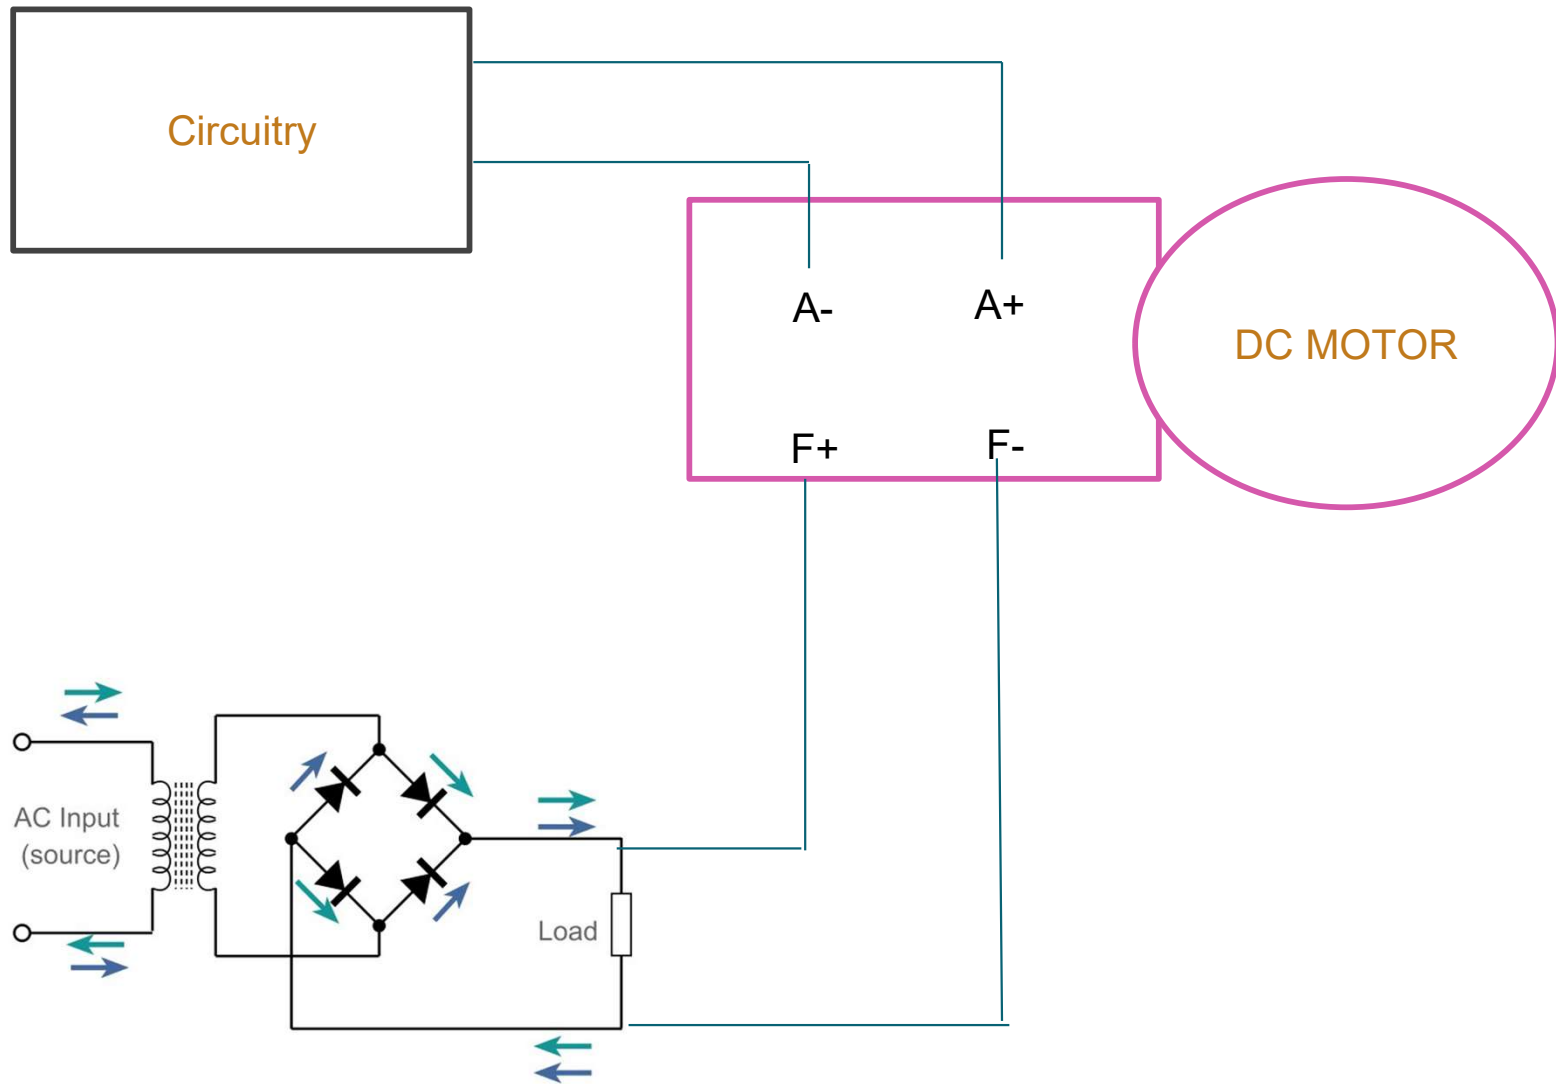 Circuitry
A-
A+
DC MOTOR
F+
F-
AC Input
(source)
Load